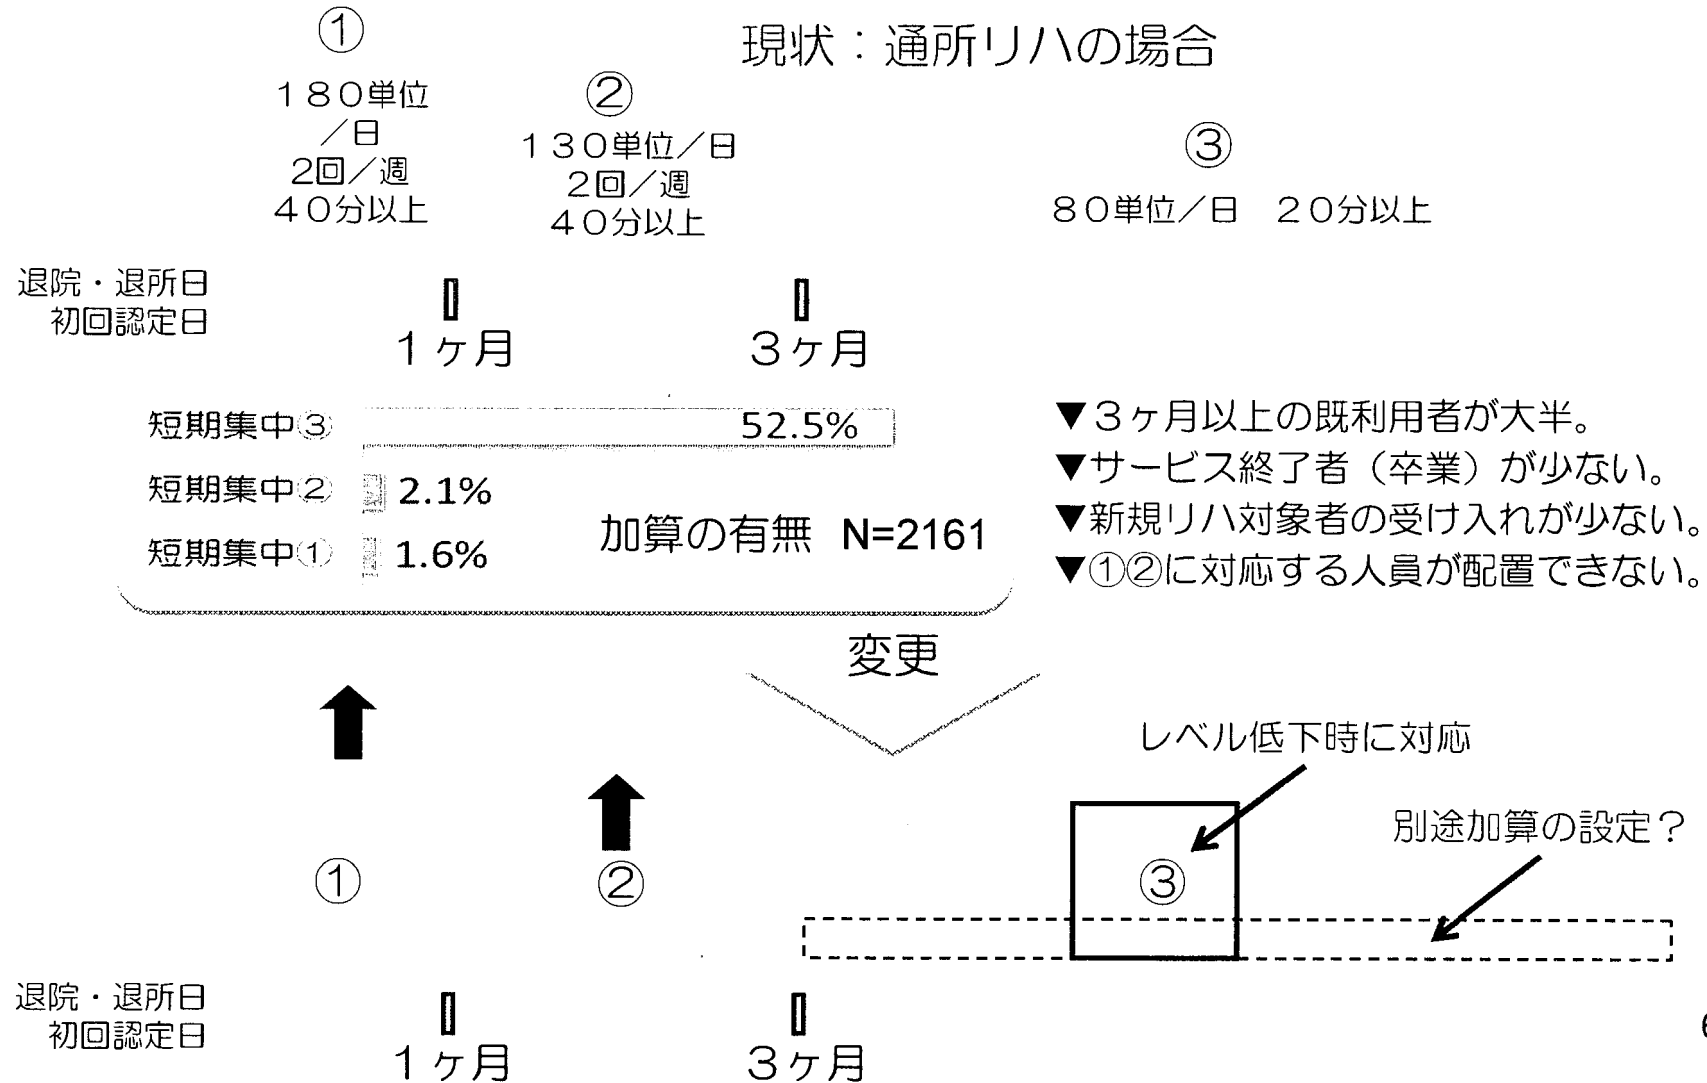 現状：通所リハの場合
①
１８０単位
／日
２回／週
４０分以上
②
１３０単位／日
２回／週
４０分以上
③
８０単位／日　２０分以上
退院・退所日
初回認定日
１ヶ月
３ヶ月
短期集中③
52.5%
短期集中②
2.1%
短期集中①
1.6%
加算の有無 N=2161
▼３ヶ月以上の既利用者が大半。
▼サービス終了者（卒業）が少ない。
▼新規リハ対象者の受け入れが少ない。
▼①②に対応する人員が配置できない。
変更
レベル低下時に対応
別途加算の設定？
①
②
③
退院・退所日
初回認定日
１ヶ月
３ヶ月